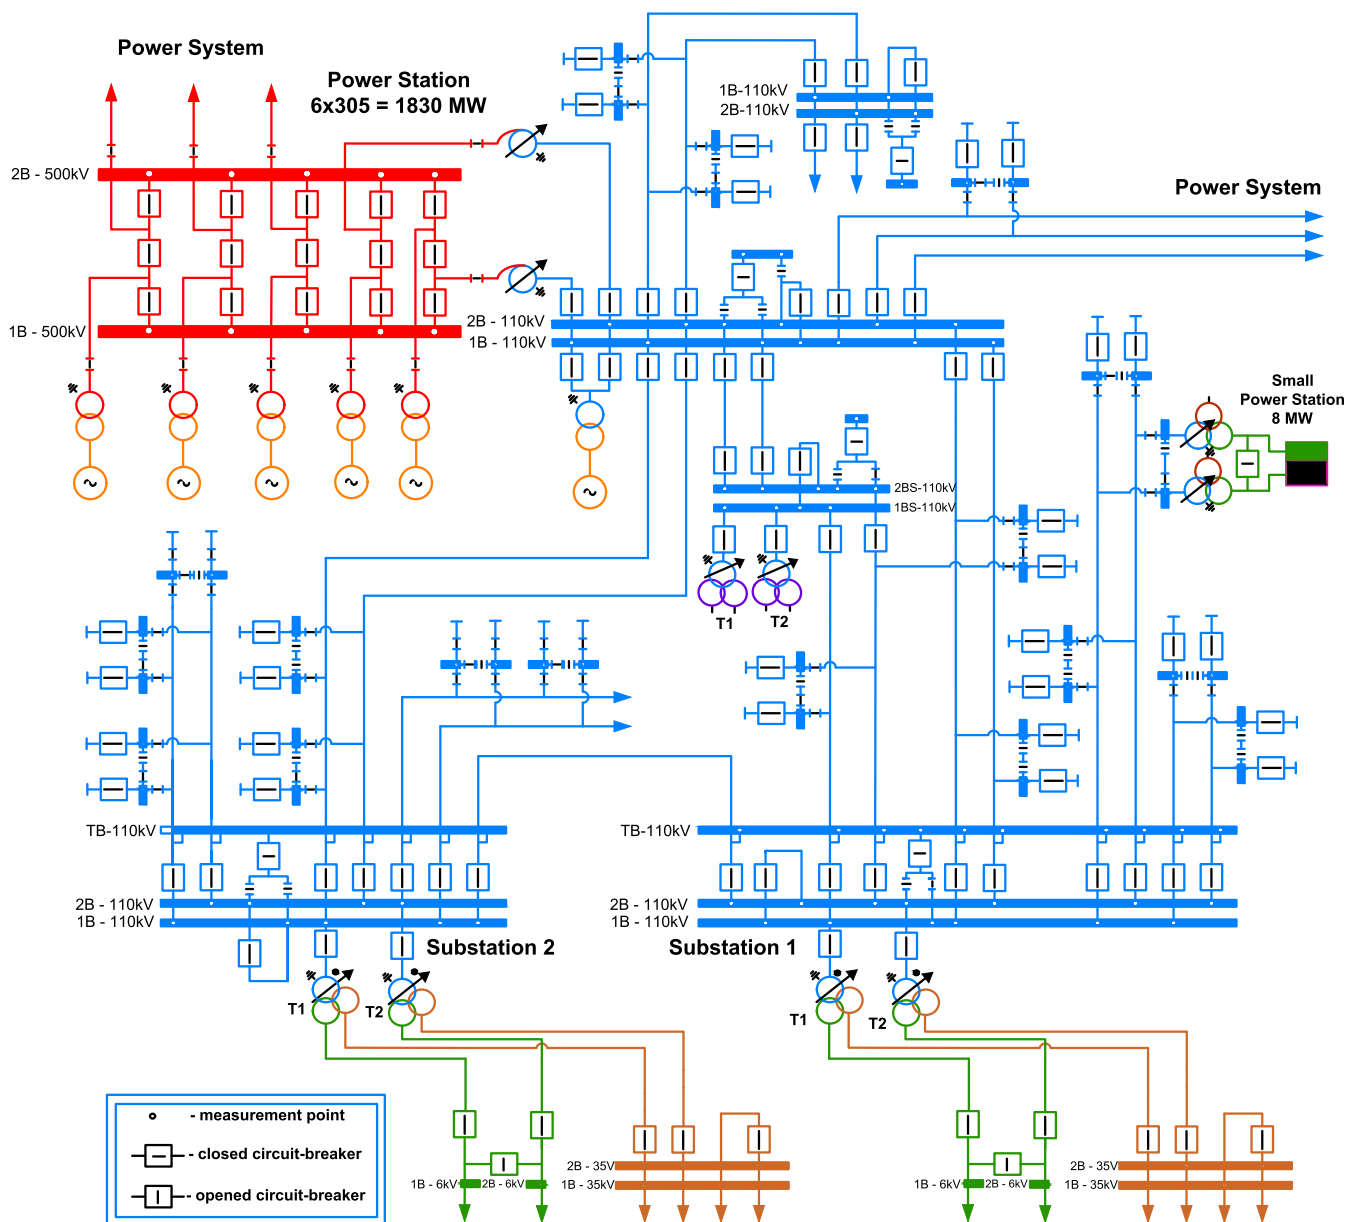 Power System
Power Station
6x305 = 1830 MW
1B-110kV
2B-110kV
2B - 500kV
Power System
1B - 500kV
2B - 110kV
1B - 110kV
Small
Power Station
8 MW
~ ~ ~ ~ ~ ~
2BS-110kV
1BS-110kV
T1 T2
TB-110kV
TB-110kV
2B - 110kV
1B - 110kV
2B - 110kV
1B - 110kV
Substation 2
Substation 1
T1 T2
T1 T2
- measurement point
- closed circuit-breaker
- opened circuit-breaker
1B - 6kV
2B - 6kV
2B - 35V
1B - 35kV
1B - 6kV
2B - 6kV
2B - 35V
1B - 35kV